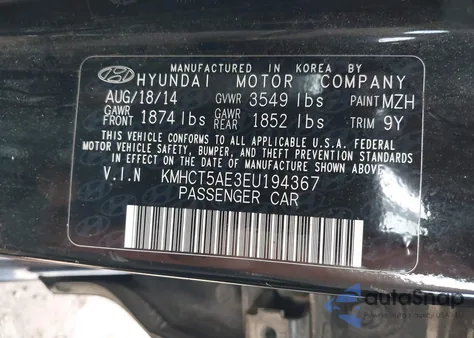 MANUFACTURED IN KOREA BY
HYUNDAI MOTOR COMPANY
AUG/18/14 GVWR 3549 lbs PAINT MZH
GAWR FRONT 1874 lbs GAWR REAR 1852 lbs TRIM 9Y
THIS VEHICLE CONFORMS TO ALL APPLICABLE U.S.A. FEDERAL
MOTOR VEHICLE SAFETY, BUMPER, AND THEFT PREVENTION STANDARDS
IN EFFECT ON THE DATE OF MANUFACTURE SHOWN ABOVE.
V.I.N KMHCT5AE3EU194367
PASSENGER CAR
autoSnap